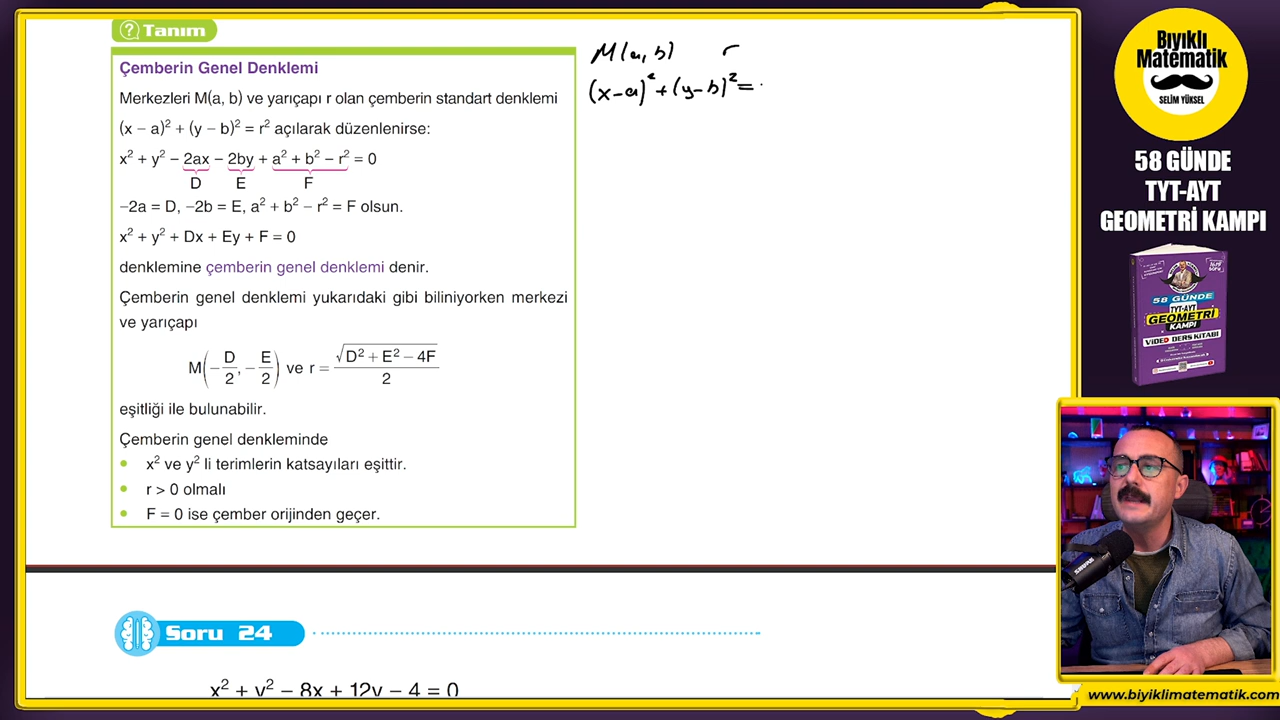 Tanım
Çemberin Genel Denklemi
Merkezleri M(a, b) ve yarıçapı r olan çemberin standart denklemi
(x – a)² + (y – b)² = r² açılarak düzenlenirse:
x² + y² – 2ax – 2by + a² + b² – r² = 0
D E F
–2a = D, –2b = E, a² + b² – r² = F olsun.
x² + y² + Dx + Ey + F = 0
denklemine çemberin genel denklemi denir.
Çemberin genel denklemi yukarıdaki gibi biliniyorken merkezi
ve yarıçapı
M(–D/2, –E/2) ve r = √(D² + E² – 4F)/2
eşitliği ile bulunabilir.
Çemberin genel denkleminde
• x² ve y² li terimlerin katsayıları eşittir.
• r > 0 olmalı
• F = 0 ise çember orijinden geçer.
M(a, b) r
(x-a)² + (y-b)² =
Soru 24
x² + y² – 8x + 12y – 4 = 0
Bıyıklı
Matematik
SELİM YÜKSEL
58 GÜNDE
TYT-AYT
GEOMETRİ KAMPI
58 GÜNDE
TYT-AYT
GEOMETRİ
KAMPI
VİDEO DERS KİTABI
www.biyiklimatematik.com